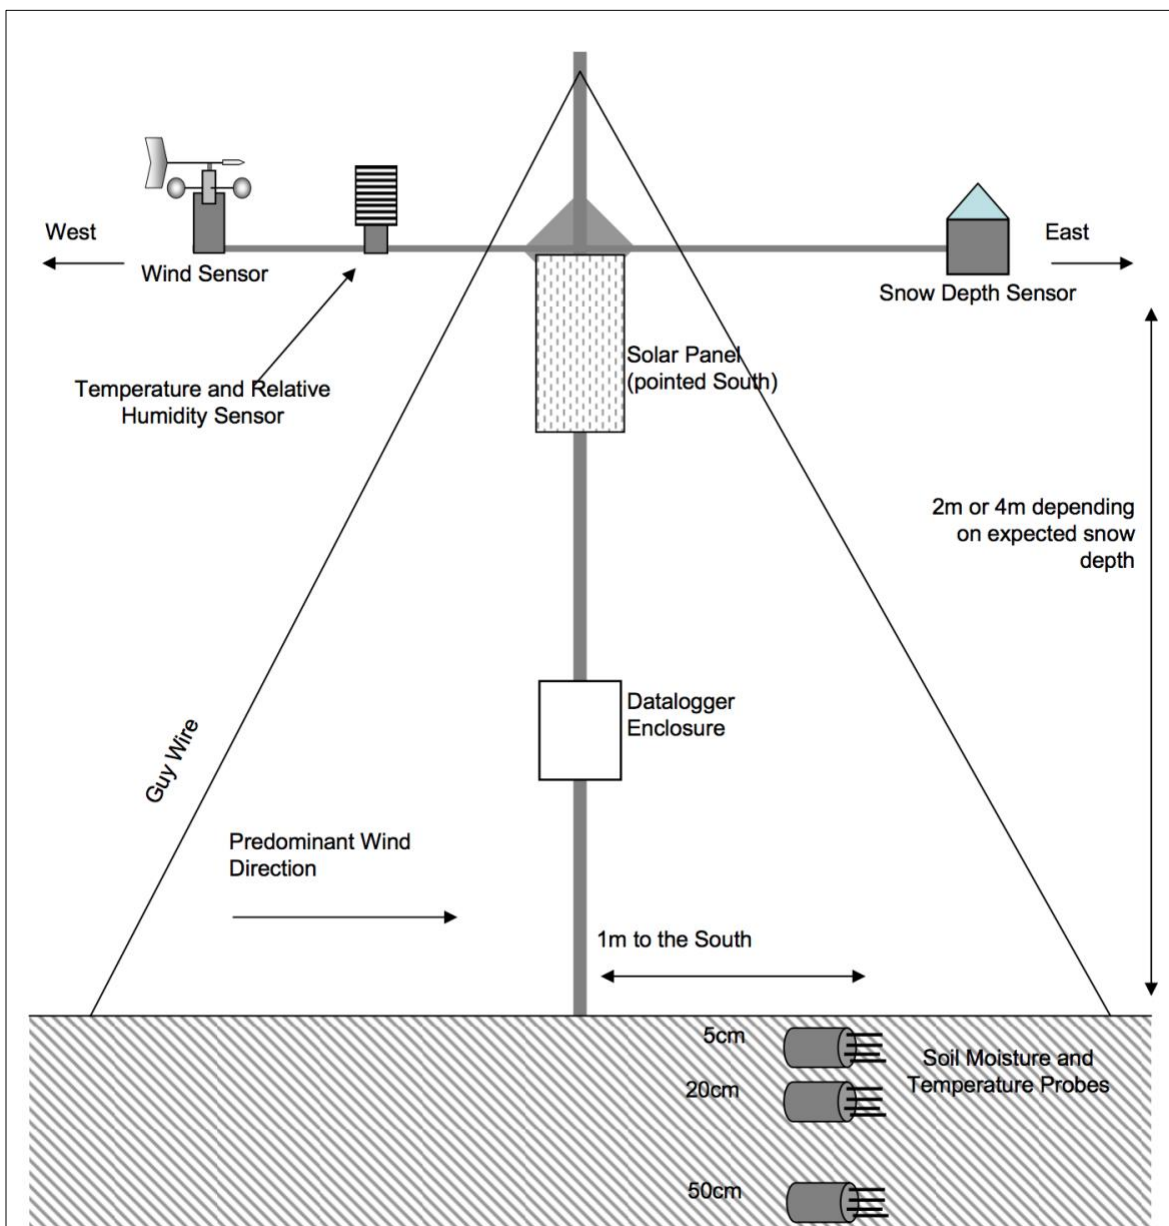 West
Wind Sensor
East
Snow Depth Sensor
Temperature and Relative
Humidity Sensor
Solar Panel
(pointed South)
2m or 4m depending
on expected snow
depth
Datalogger
Enclosure
Guy Wire
Predominant Wind
Direction
1m to the South
5cm
Soil Moisture and
Temperature Probes
20cm
50cm